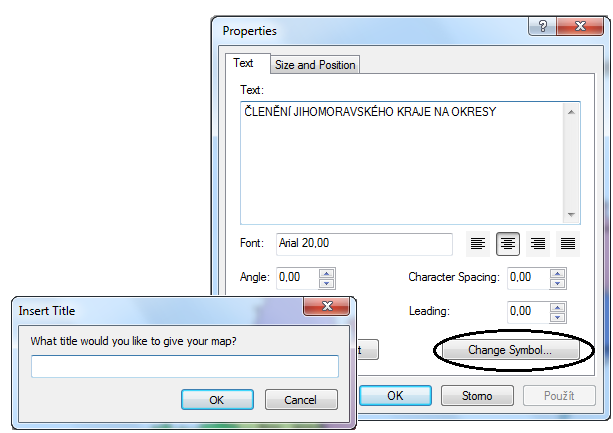 Properties
?
Text
Size and Position
Text:
ČLENĚNÍ JIHOMORAVSKÉHO KRAJE NA OKRESY
Font:
Arial 20,00
Angle: 0,00
Character Spacing: 0,00
Leading: 0,00
Change Symbol...
OK
Storno
Použít
Insert Title
What title would you like to give your map?
OK
Cancel